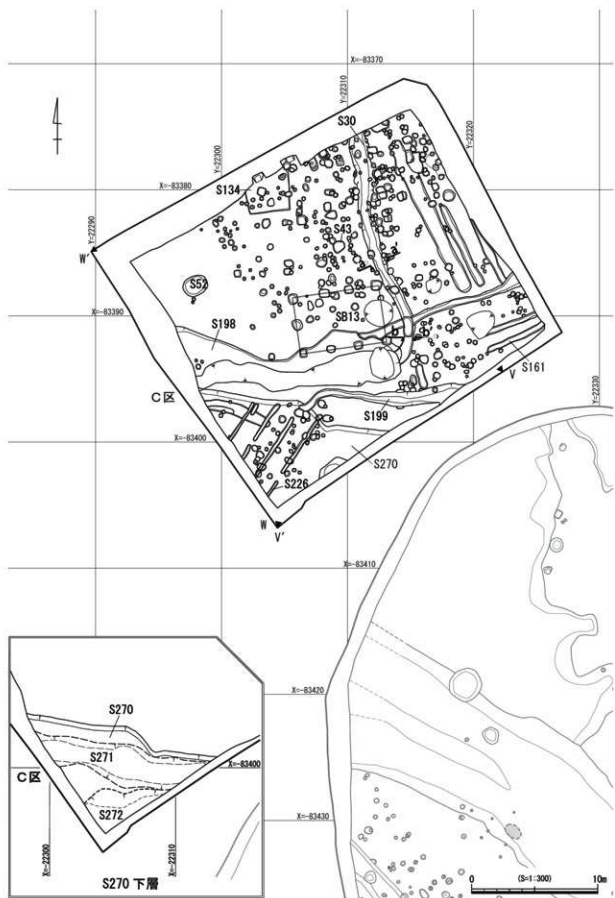 X=-83370
Y=22310
S30
Y=22320
Y=22300
X=-83380
S134
Y=22290
S43
a'
a
W'
S52
X=-83390
SB13
S198
S161
V
C区
S199
Y=22330
X=-83400
S270
S226
W
V'
X=-83410
S270
X=-83420
S271
C区
X=-83400
S272
X=-22300
X=-22310
X=-83430
S270 下層
0 (S=1:300) 10m